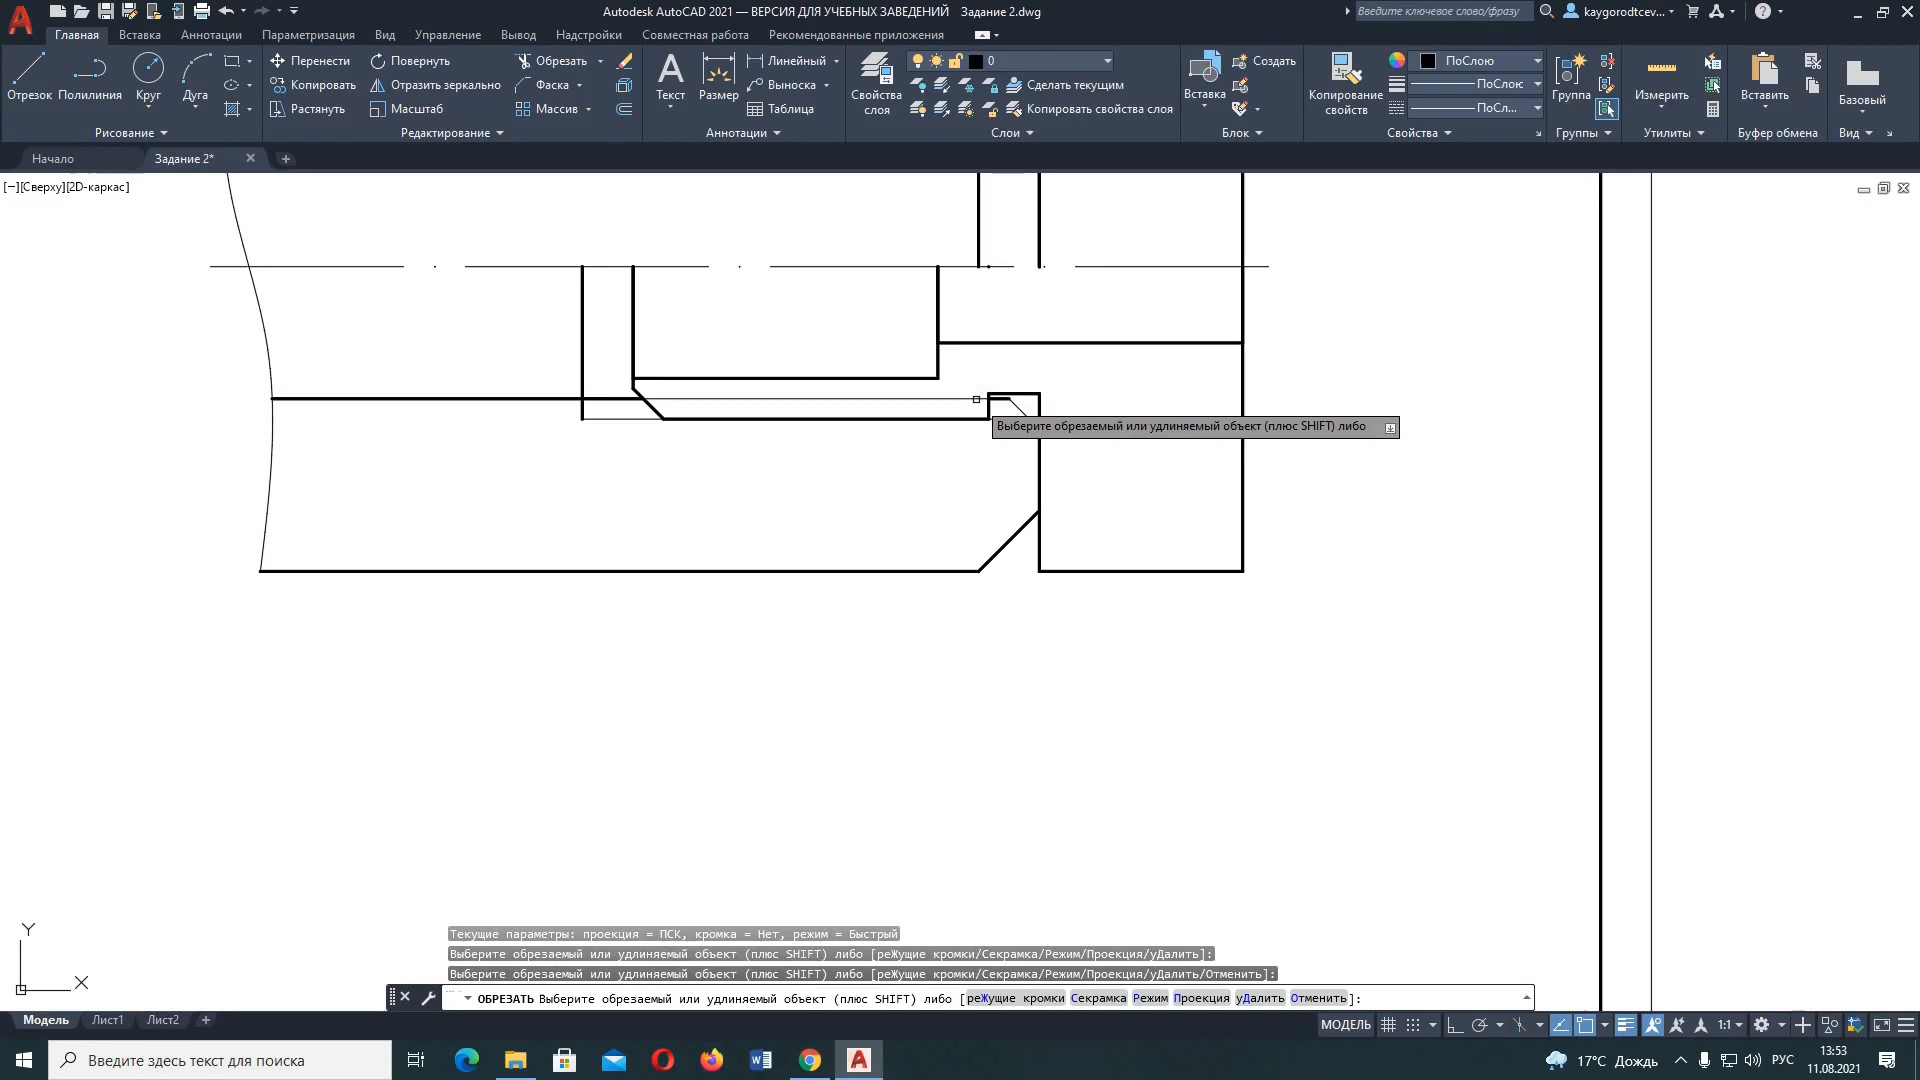 Autodesk AutoCAD 2021 — ВЕРСИЯ ДЛЯ УЧЕБНЫХ ЗАВЕДЕНИЙ Задание 2.dwg
Введите ключевое слово/фразу
kaygorodtcev...
Главная Вставка Аннотации Параметризация Вид Управление Вывод Надстройки Совместная работа Рекомендованные приложения
Отрезок Полилиния Круг Дуга
Рисование
Перенести Повернуть Обрезать
Копировать Отразить зеркально Фаска
Растянуть Масштаб Массив
Редактирование
Текст Размер
Линейный
Выноска
Таблица
Аннотации
Свойства слоя
0
Сделать текущим
Копировать свойства слоя
Слои
Вставка
Создать
Блок
Копирование свойств
ПоСлою
ПоСлою
ПоСл...
Свойства
Группа
Группы
Измерить
Утилиты
Вставить
Буфер обмена
Базовый
Вид
Начало Задание 2*
[−][Сверху][2D-каркас]
Выберите обрезаемый или удлиняемый объект (плюс SHIFT) либо
Y
X
Текущие параметры: проекция = ПСК, кромка = Нет, режим = Быстрый
Выберите обрезаемый или удлиняемый объект (плюс SHIFT) либо [реЖущие кромки/Секрамка/Режим/Проекция/уДалить]:
Выберите обрезаемый или удлиняемый объект (плюс SHIFT) либо [реЖущие кромки/Секрамка/Режим/Проекция/уДалить/Отменить]:
ОБРЕЗАТЬ Выберите обрезаемый или удлиняемый объект (плюс SHIFT) либо [реЖущие кромки Секрамка Режим Проекция уДалить Отменить]:
Модель Лист1 Лист2
МОДЕЛЬ 1:1
Введите здесь текст для поиска
17°C Дождь
РУС
13:53
11.08.2021